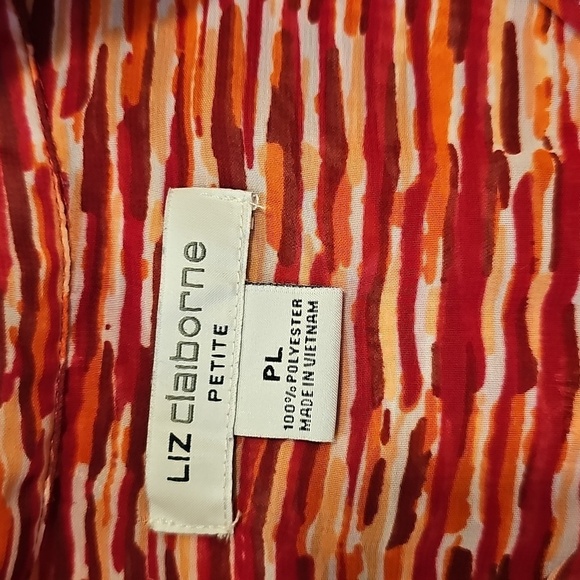 LIZ claiborne
PETITE
PL
100% POLYESTER
MADE IN VIETNAM